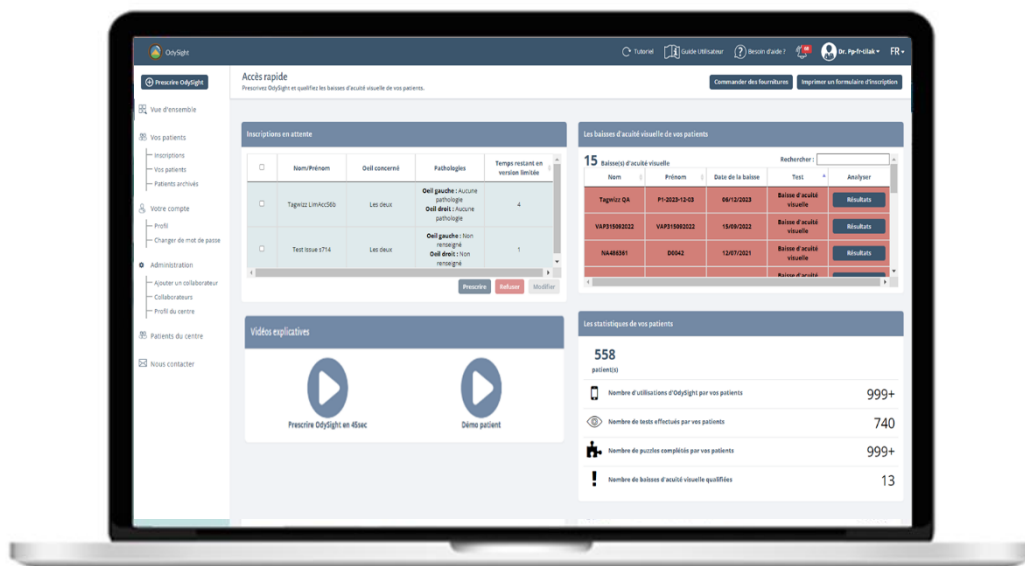 OdySight
Tutoriel
Guide Utilisateur
Besoin d'aide ?
Dr. Pp-fr-tilak
FR
Prescrire OdySight
Accès rapide
Prescrivez OdySight et qualifiez les baisses d'acuité visuelle de vos patients.
Commander des fournitures
Imprimer un formulaire d'inscription
Vue d'ensemble
Vos patients
Inscriptions
Vos patients
Patients archivés
Votre compte
Profil
Changer de mot de passe
Administration
Ajouter un collaborateur
Collaborateurs
Profil du centre
Patients du centre
Nous contacter
Inscriptions en attente
Nom/Prénom
Oeil concerné
Pathologies
Temps restant en
version limitée
Tagwizz LimAcc56b
Les deux
Oeil gauche : Aucune
pathologie
Oeil droit : Aucune
pathologie
4
Test Issue s714
Les deux
Oeil gauche : Non
renseigné
Oeil droit : Non
renseigné
1
Prescrire
Refuser
Modifier
Les baisses d'acuité visuelle de vos patients
15 Baisse(s) d'acuité visuelle
Rechercher :
Nom
Prénom
Date de la baisse
Test
Analyser
Tagwizz QA
P1-2023-12-03
06/12/2023
Baisse d'acuité
visuelle
Résultats
VAP315092022
VAP315092022
15/09/2022
Baisse d'acuité
visuelle
Résultats
NA486361
D0042
12/07/2021
Baisse d'acuité
visuelle
Résultats
Baisse d'acuité
Vidéos explicatives
Prescrire OdySight en 45sec
Démo patient
Les statistiques de vos patients
558
patient(s)
Nombre d'utilisations d'OdySight par vos patients
999+
Nombre de tests effectués par vos patients
740
Nombre de puzzles complétés par vos patients
999+
Nombre de baisses d'acuité visuelle qualifiées
13